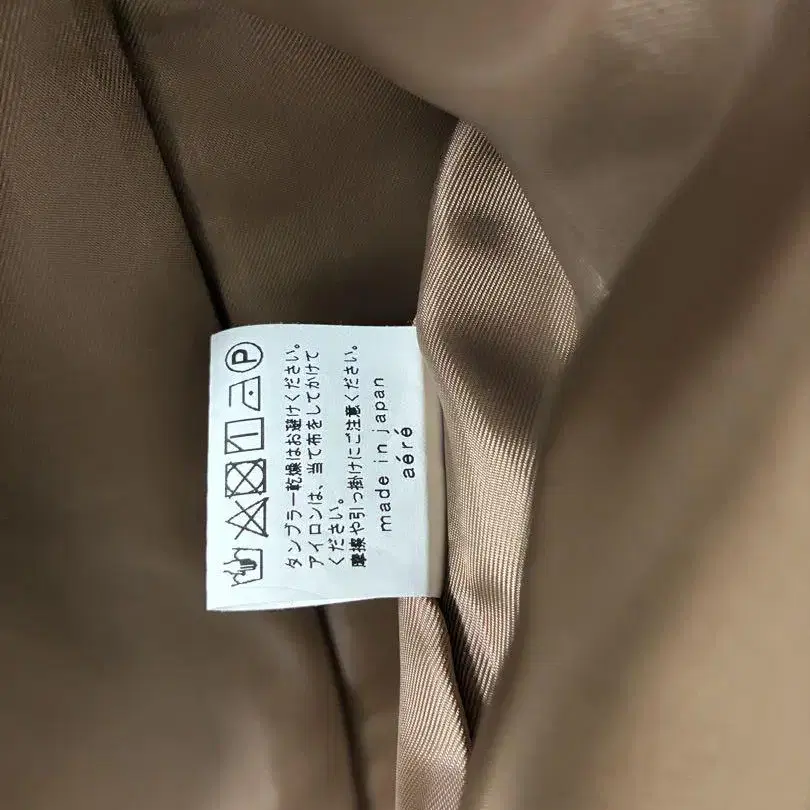 P
タンブラー乾燥はお避けください。
アイロンは、当て布をしてかけて
ください。
摩擦や引っ掛けにご注意ください。
made in japan
aéré